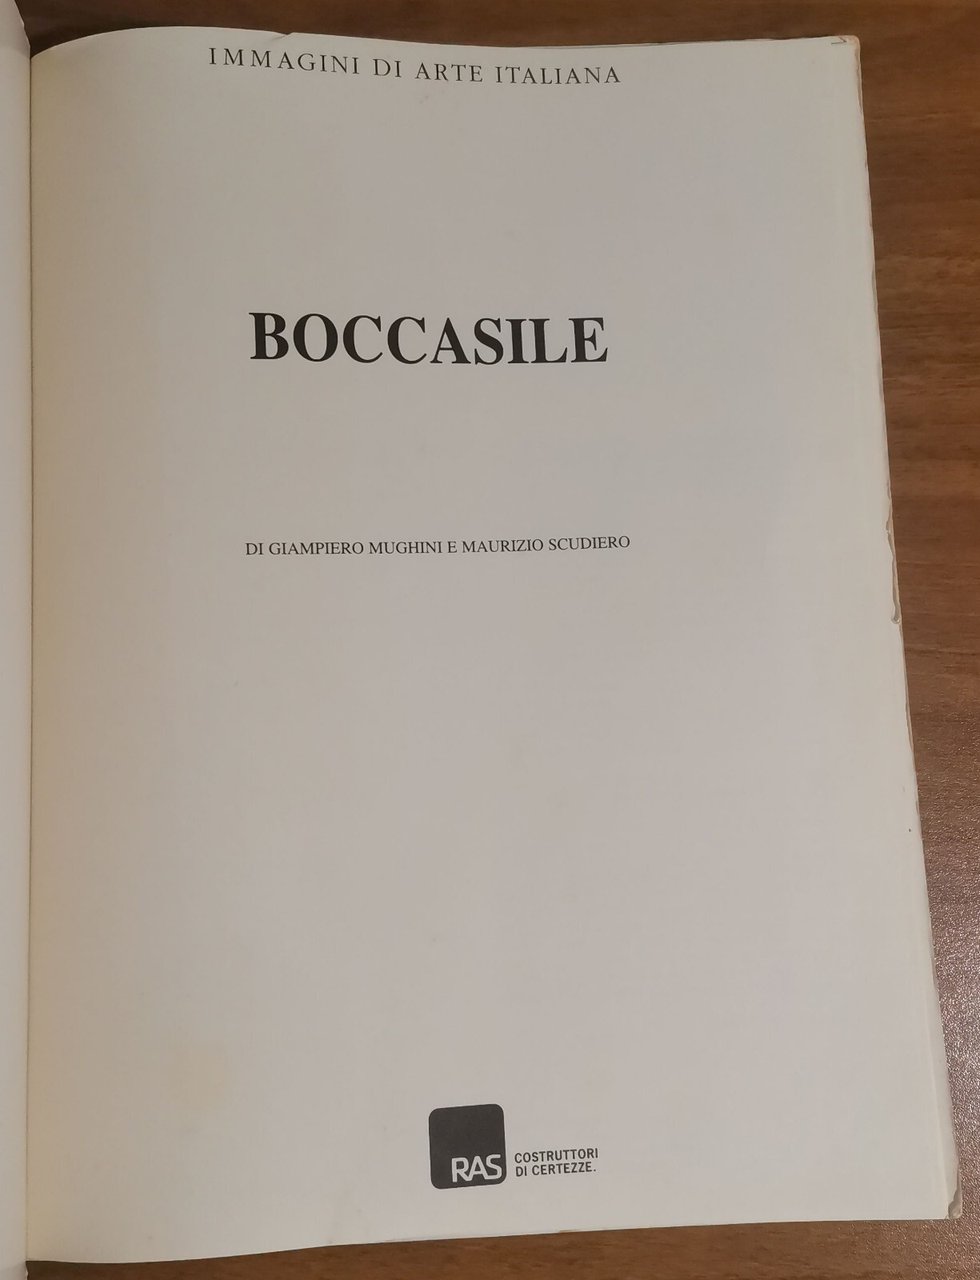 IMMAGINI DI ARTE ITALIANA
BOCCASILE
DI GIAMPIERO MUGHINI E MAURIZIO SCUDIERO
RAS
COSTRUTTORI
DI CERTEZZE.